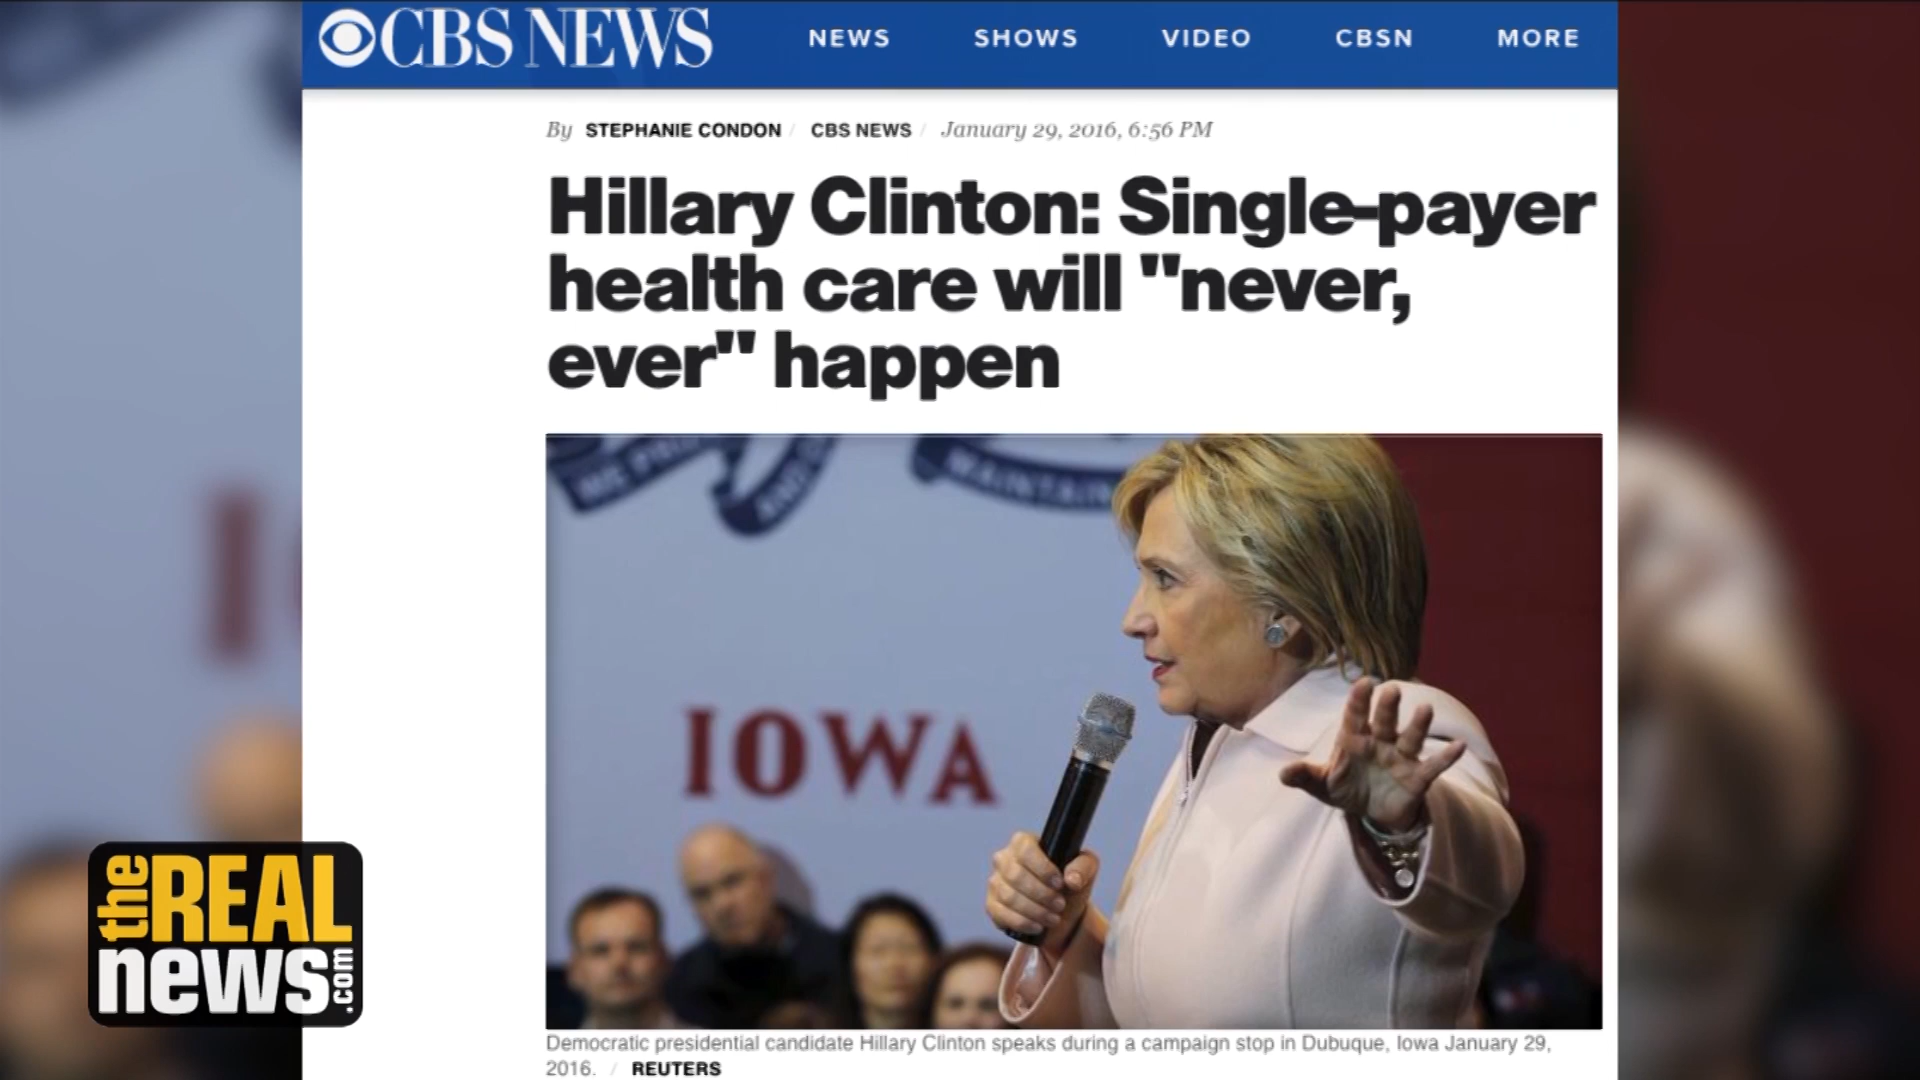 CBS NEWS NEWS SHOWS VIDEO CBSN MORE
By STEPHANIE CONDON / CBS NEWS / January 29, 2016, 6:56 PM
Hillary Clinton: Single-payer
health care will "never,
ever" happen
MAINTAIN
IOWA
the REAL
news.com
Democratic presidential candidate Hillary Clinton speaks during a campaign stop in Dubuque, Iowa January 29,
2016. / REUTERS